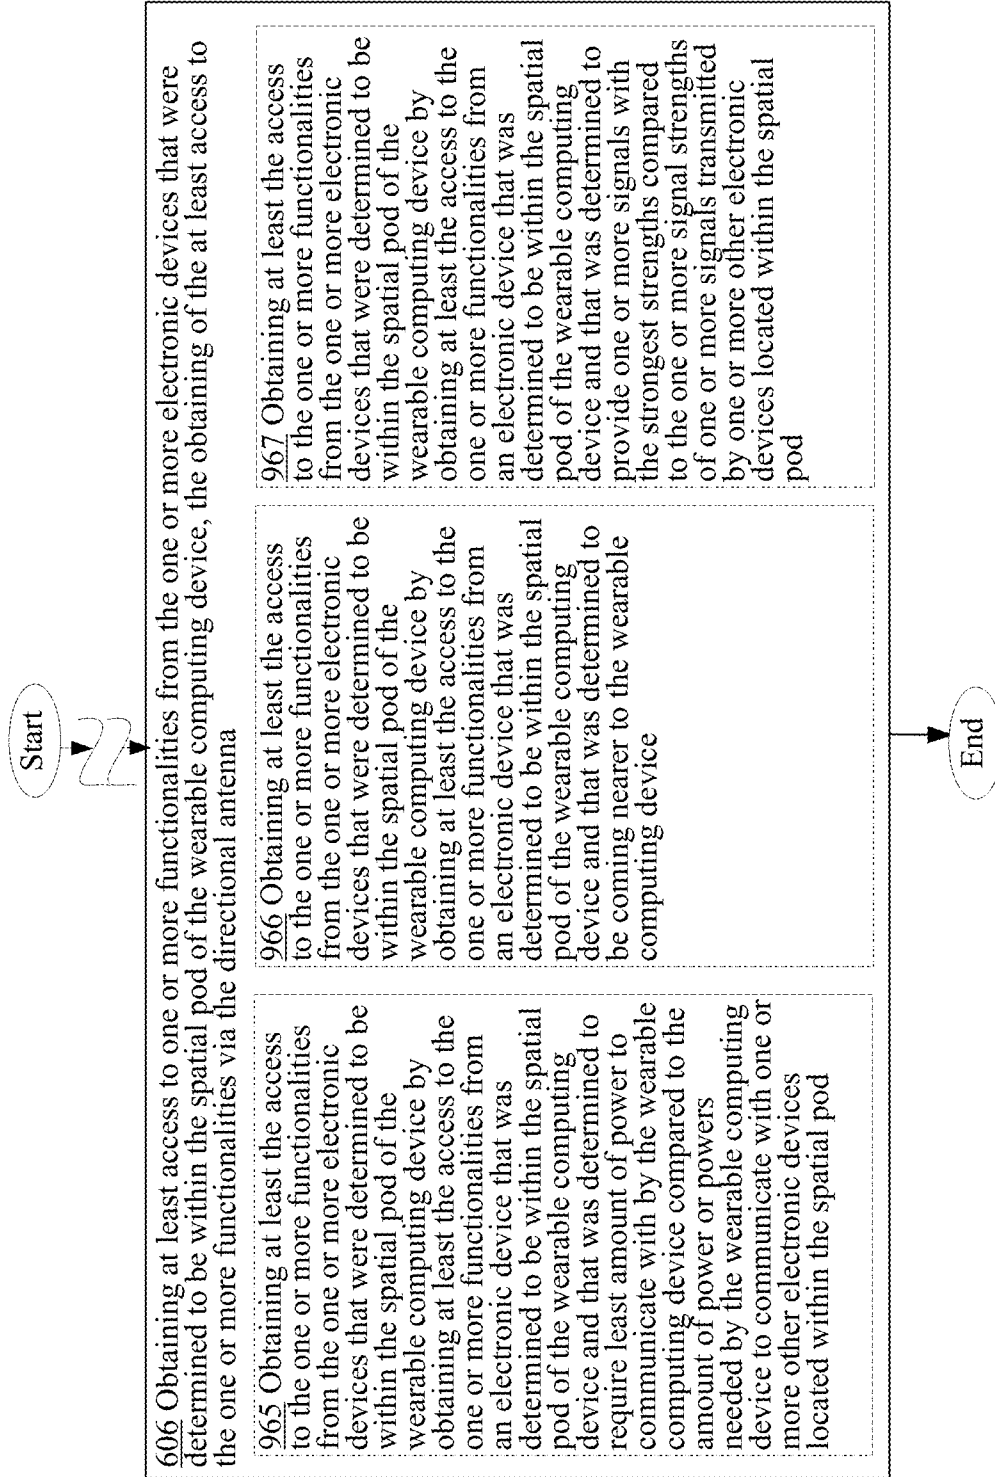 Start
606 Obtaining at least access to one or more functionalities from the one or more electronic devices that were
determined to be within the spatial pod of the wearable computing device, the obtaining of the at least access to
the one or more functionalities via the directional antenna
965 Obtaining at least the access
to the one or more functionalities
from the one or more electronic
devices that were determined to be
within the spatial pod of the
wearable computing device by
obtaining at least the access to the
one or more functionalities from
an electronic device that was
determined to be within the spatial
pod of the wearable computing
device and that was determined to
require least amount of power to
communicate with by the wearable
computing device compared to the
amount of power or powers
needed by the wearable computing
device to communicate with one or
more other electronic devices
located within the spatial pod
966 Obtaining at least the access
to the one or more functionalities
from the one or more electronic
devices that were determined to be
within the spatial pod of the
wearable computing device by
obtaining at least the access to the
one or more functionalities from
an electronic device that was
determined to be within the spatial
pod of the wearable computing
device and that was determined to
be coming nearer to the wearable
computing device
967 Obtaining at least the access
to the one or more functionalities
from the one or more electronic
devices that were determined to be
within the spatial pod of the
wearable computing device by
obtaining at least the access to the
one or more functionalities from
an electronic device that was
determined to be within the spatial
pod of the wearable computing
device and that was determined to
provide one or more signals with
the strongest strengths compared
to the one or more signal strengths
of one or more signals transmitted
by one or more other electronic
devices located within the spatial
pod
End